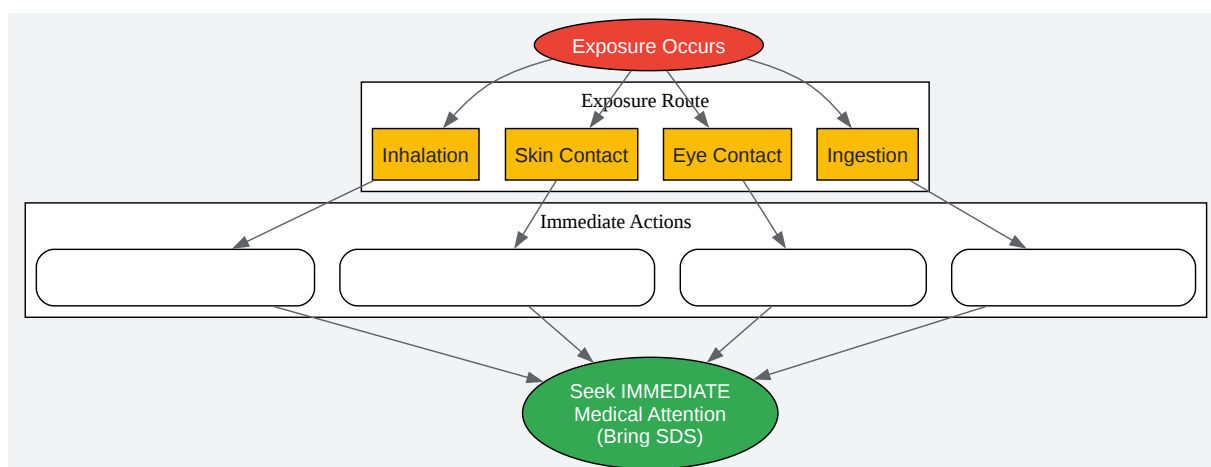 Exposure Occurs
Exposure Route
Inhalation
Skin Contact
Eye Contact
Ingestion
Immediate Actions
Seek IMMEDIATE
Medical Attention
(Bring SDS)